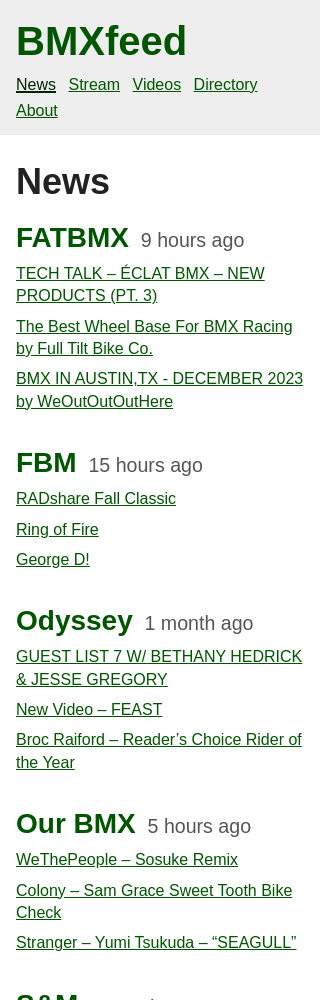 BMXfeed
News Stream Videos Directory
About
News
FATBMX 9 hours ago
TECH TALK – ÉCLAT BMX – NEW
PRODUCTS (PT. 3)
The Best Wheel Base For BMX Racing
by Full Tilt Bike Co.
BMX IN AUSTIN,TX - DECEMBER 2023
by WeOutOutOutHere
FBM 15 hours ago
RADshare Fall Classic
Ring of Fire
George D!
Odyssey 1 month ago
GUEST LIST 7 W/ BETHANY HEDRICK
& JESSE GREGORY
New Video – FEAST
Broc Raiford – Reader’s Choice Rider of
the Year
Our BMX 5 hours ago
WeThePeople – Sosuke Remix
Colony – Sam Grace Sweet Tooth Bike
Check
Stranger – Yumi Tsukuda – “SEAGULL”